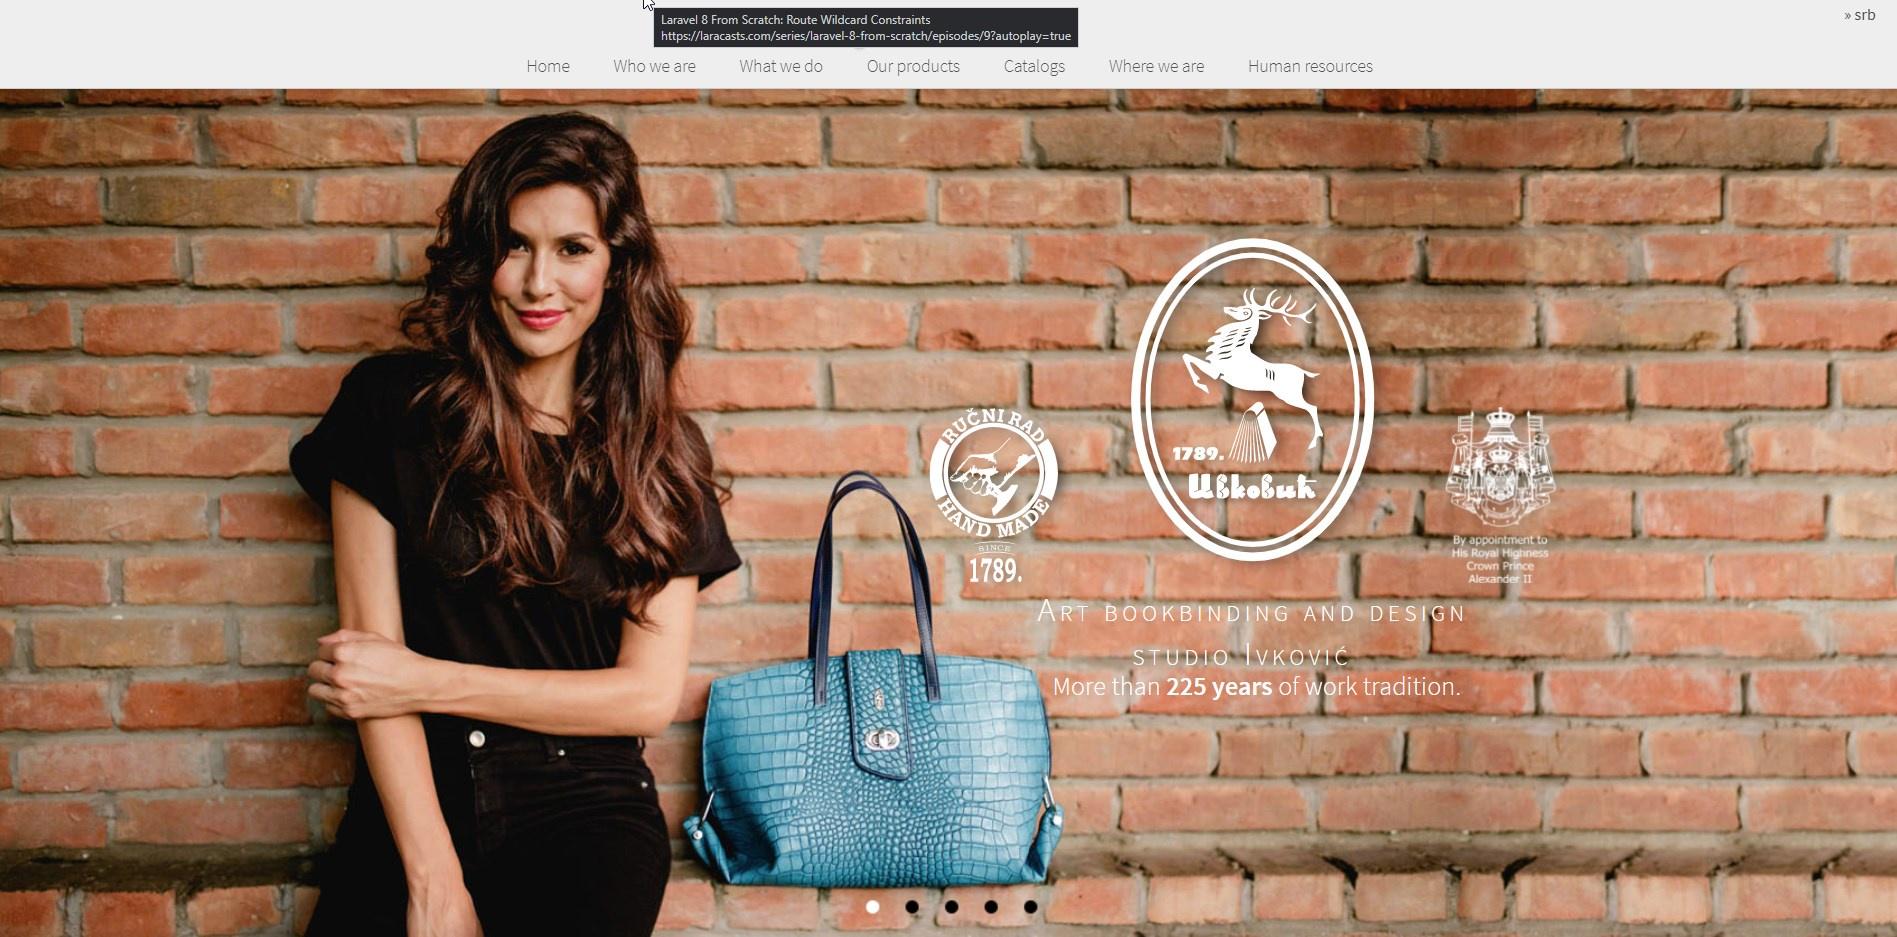 Laravel 8 From Scratch: Route Wildcard Constraints
https://laracasts.com/series/laravel-8-from-scratch/episodes/9?autoplay=true
» srb
Home Who we are What we do Our products Catalogs Where we are Human resources
RUČNI RAD
HAND MADE
SINCE
1789.
1789.
Ивковић
By appointment to
His Royal Highness
Crown Prince
Alexander II
Art bookbinding and design
studio Ivković
More than 225 years of work tradition.